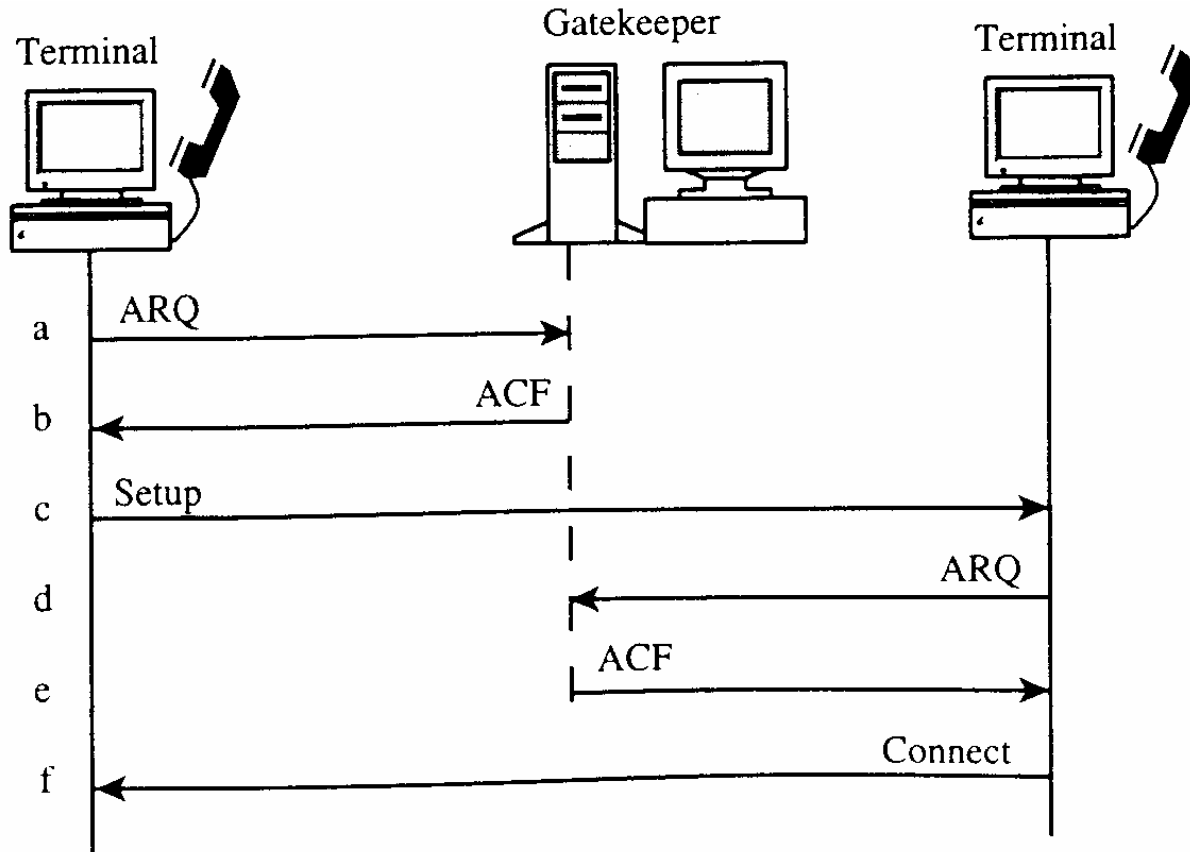 Gatekeeper
Terminal
Terminal
a
ARQ
b
ACF
c
Setup
d
ARQ
e
ACF
f
Connect